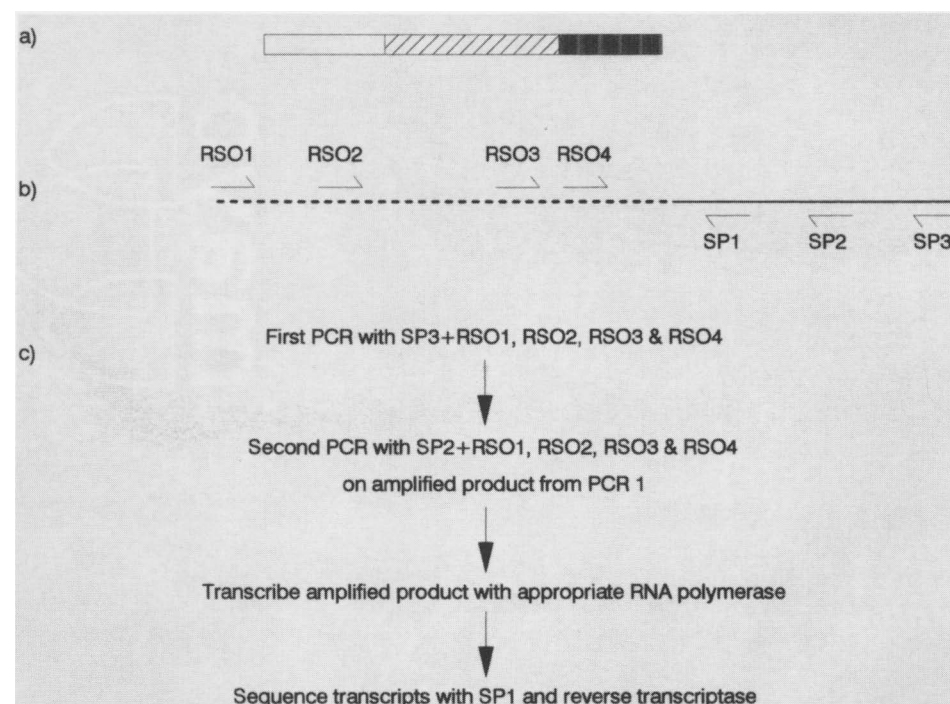 a)
RSO1 RSO2 RSO3 RSO4
b)
SP1 SP2 SP3
First PCR with SP3+RSO1, RSO2, RSO3 & RSO4
c)
Second PCR with SP2+RSO1, RSO2, RSO3 & RSO4
on amplified product from PCR 1
Transcribe amplified product with appropriate RNA polymerase
Sequence transcripts with SP1 and reverse transcriptase